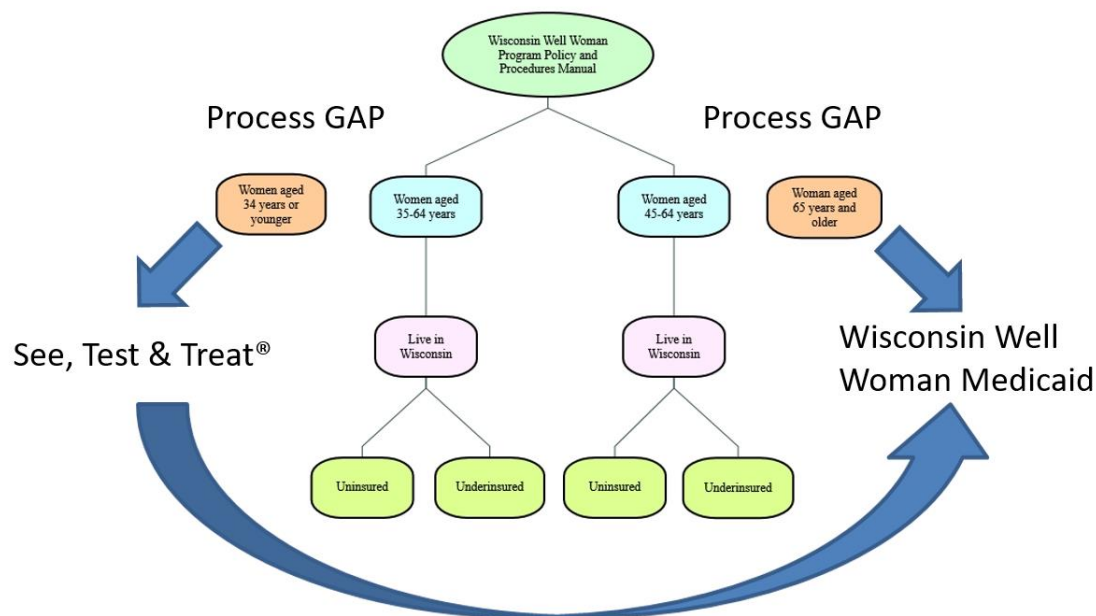 Wisconsin Well Woman
Program Policy and
Procedures Manual
Process GAP
Process GAP
Women aged
34 years or
younger
Women aged
35-64 years
Women aged
45-64 years
Woman aged
65 years and
older
See, Test & Treat®
Live in
Wisconsin
Live in
Wisconsin
Wisconsin Well
Woman Medicaid
Uninsured
Underinsured
Uninsured
Underinsured